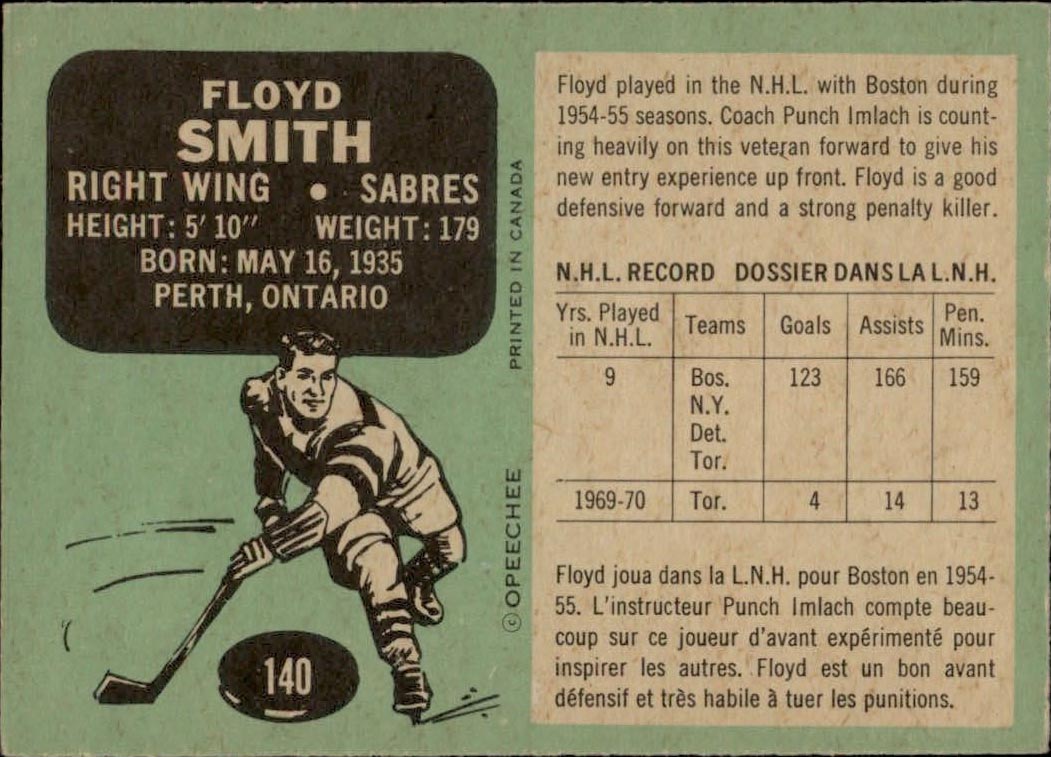 FLOYD
SMITH
RIGHT WING • SABRES
HEIGHT: 5' 10" WEIGHT: 179
BORN: MAY 16, 1935
PERTH, ONTARIO
140
©OPEECHEE PRINTED IN CANADA
Floyd played in the N.H.L. with Boston during
1954-55 seasons. Coach Punch Imlach is count-
ing heavily on this veteran forward to give his
new entry experience up front. Floyd is a good
defensive forward and a strong penalty killer.
N.H.L. RECORD DOSSIER DANS LA L.N.H.
Yrs. Played in N.H.L. Teams Goals Assists Pen. Mins.
9 Bos. 123 166 159
N.Y.
Det.
Tor.
1969-70 Tor. 4 14 13
Floyd joua dans la L.N.H. pour Boston en 1954-
55. L'instructeur Punch Imlach compte beau-
coup sur ce joueur d'avant expérimenté pour
inspirer les autres. Floyd est un bon avant
défensif et très habile à tuer les punitions.